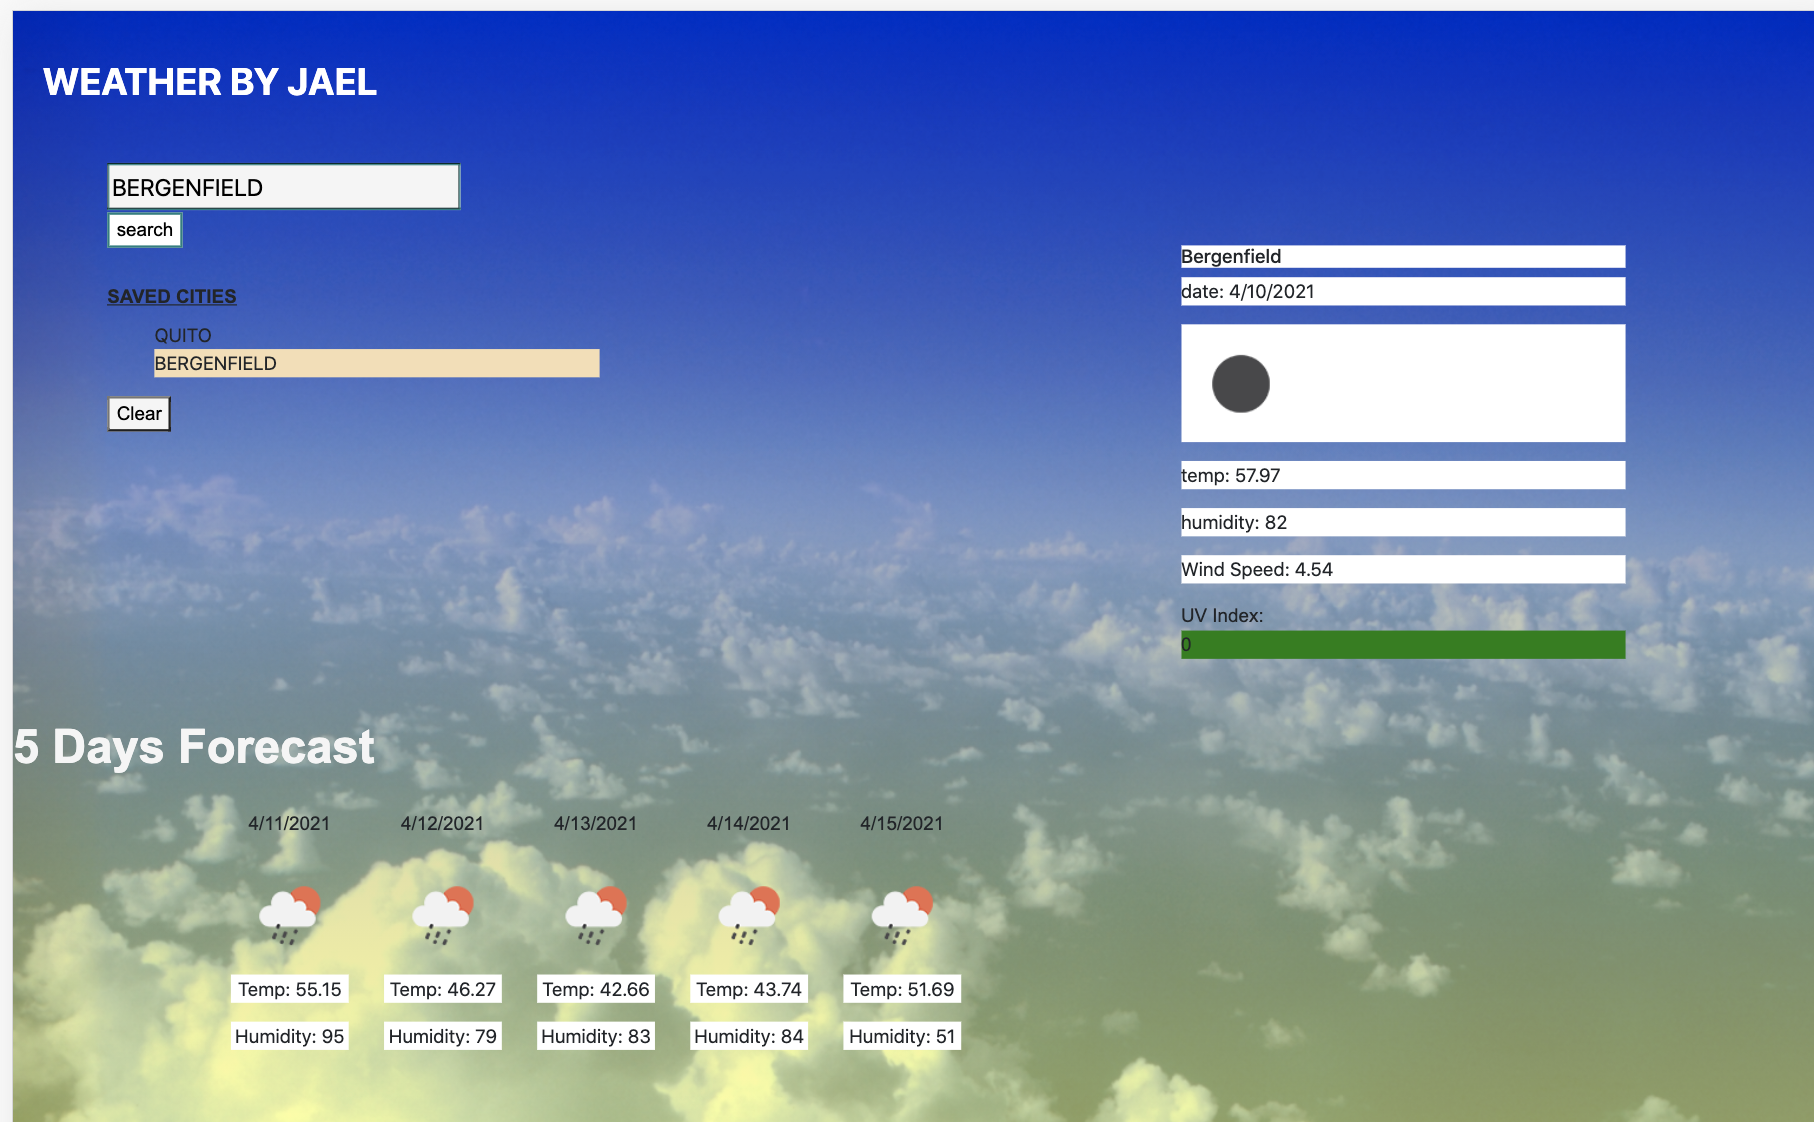 WEATHER BY JAEL
BERGENFIELD
search
SAVED CITIES
QUITO
BERGENFIELD
Clear
Bergenfield
date: 4/10/2021
temp: 57.97
humidity: 82
Wind Speed: 4.54
UV Index:
0
5 Days Forecast
4/11/2021 4/12/2021 4/13/2021 4/14/2021 4/15/2021
Temp: 55.15 Temp: 46.27 Temp: 42.66 Temp: 43.74 Temp: 51.69
Humidity: 95 Humidity: 79 Humidity: 83 Humidity: 84 Humidity: 51